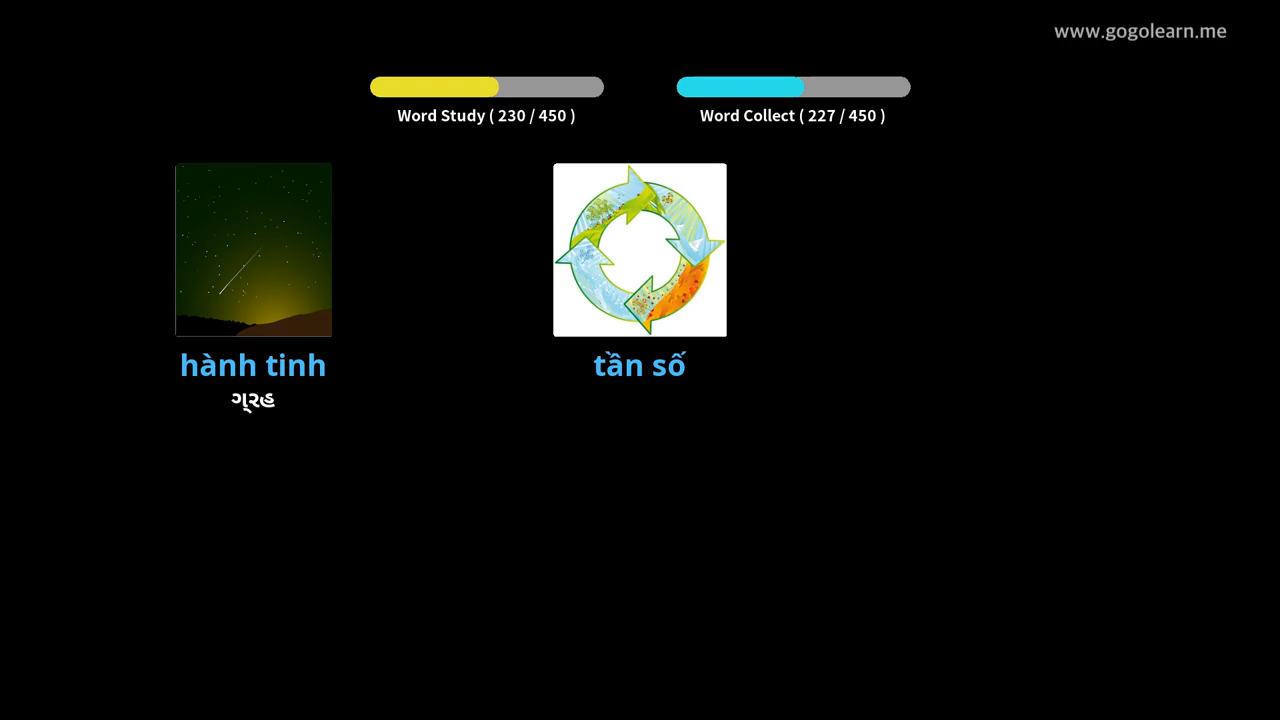 www.gogolearn.me
Word Study ( 230 / 450 )
Word Collect ( 227 / 450 )
hành tinh
ગ્રહ
tần số